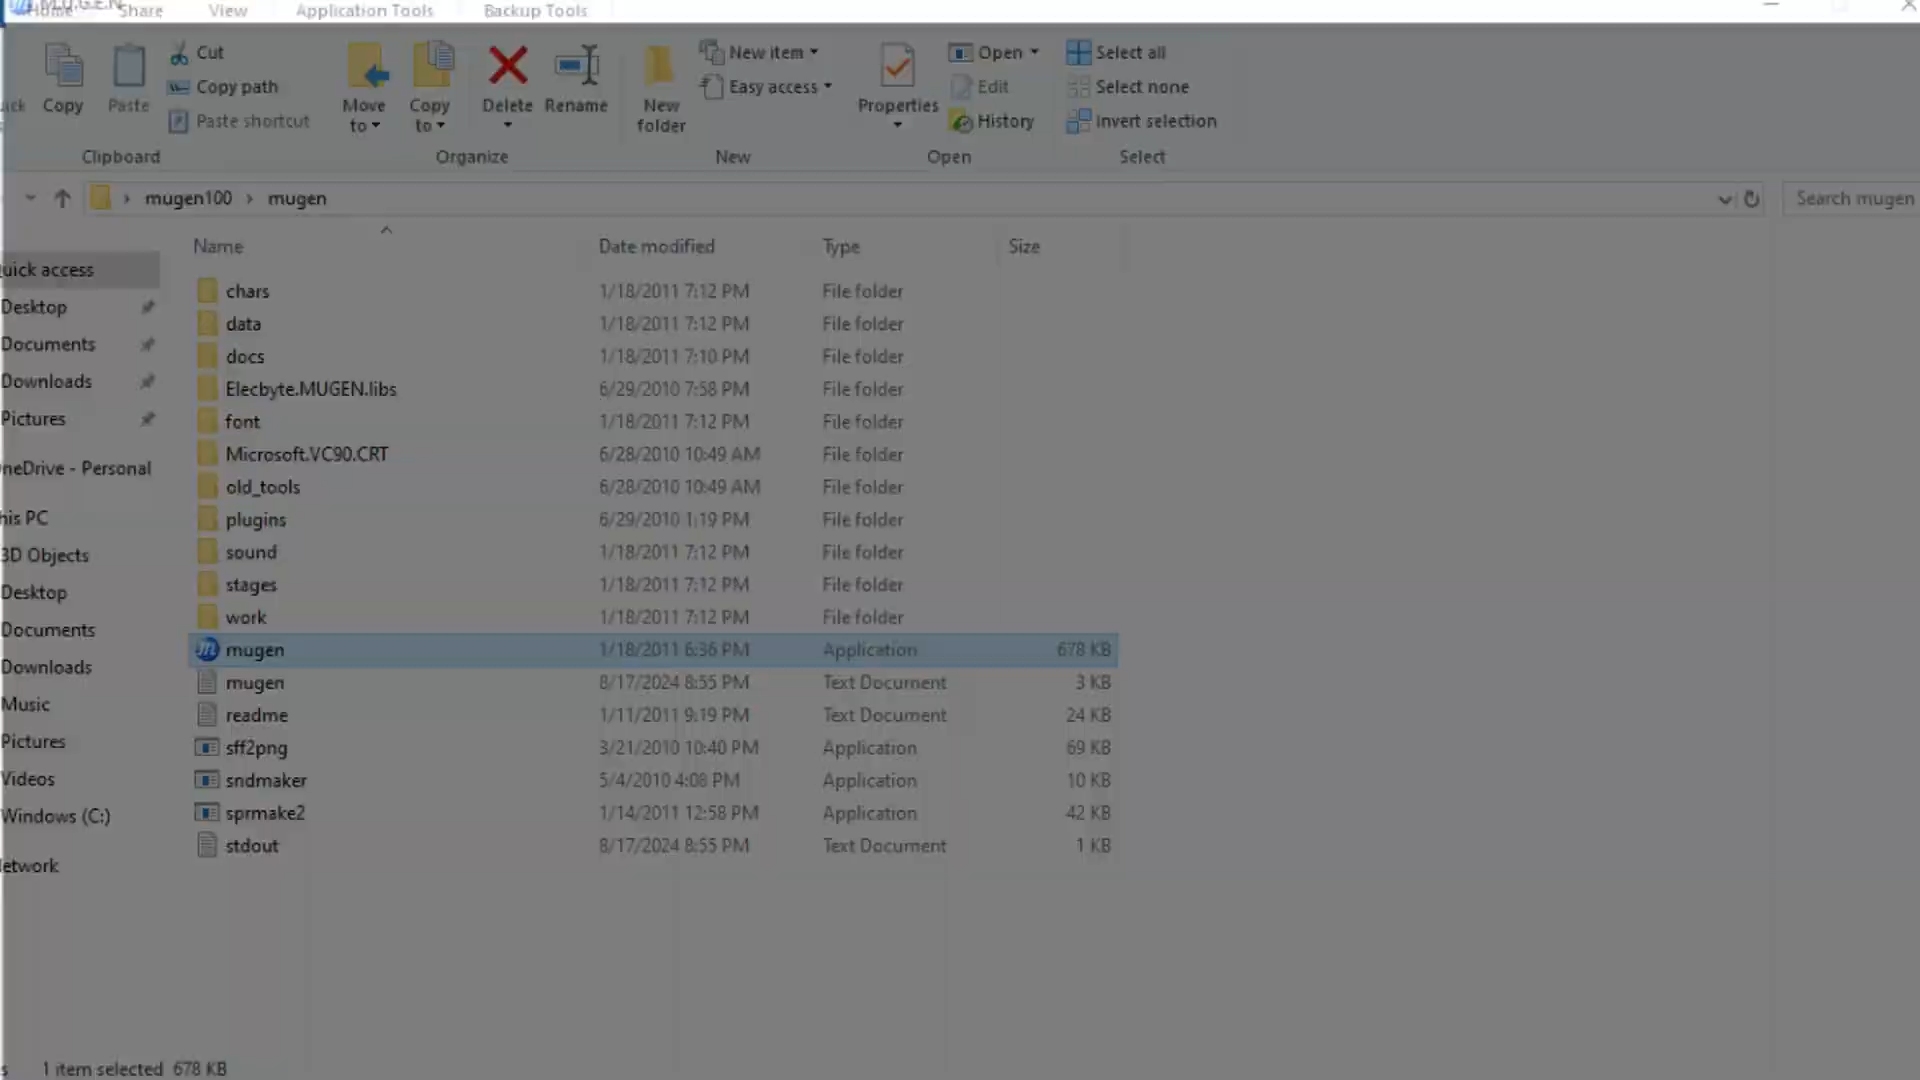 M.U.G.E.N
Home Share View Application Tools Backup Tools
Copy Paste Cut Copy path Paste shortcut
Clipboard
Move to Copy to Delete Rename
Organize
New folder New item Easy access
New
Properties Open Edit History
Open
Select all Select none Invert selection
Select
mugen100 › mugen
Search mugen
uick access
Desktop
Documents
Downloads
Pictures
neDrive - Personal
his PC
3D Objects
Desktop
Documents
Downloads
Music
Pictures
Videos
Windows (C:)
etwork
Name Date modified Type Size
chars 1/18/2011 7:12 PM File folder
data 1/18/2011 7:12 PM File folder
docs 1/18/2011 7:10 PM File folder
Elecbyte.MUGEN.libs 6/29/2010 7:58 PM File folder
font 1/18/2011 7:12 PM File folder
Microsoft.VC90.CRT 6/28/2010 10:49 AM File folder
old_tools 6/28/2010 10:49 AM File folder
plugins 6/29/2010 1:19 PM File folder
sound 1/18/2011 7:12 PM File folder
stages 1/18/2011 7:12 PM File folder
work 1/18/2011 7:12 PM File folder
mugen 1/18/2011 6:36 PM Application 678 KB
mugen 8/17/2024 8:55 PM Text Document 3 KB
readme 1/11/2011 9:19 PM Text Document 24 KB
sff2png 3/21/2010 10:40 PM Application 69 KB
sndmaker 5/4/2010 4:08 PM Application 10 KB
sprmake2 1/14/2011 12:58 PM Application 42 KB
stdout 8/17/2024 8:55 PM Text Document 1 KB
s 1 item selected 678 KB